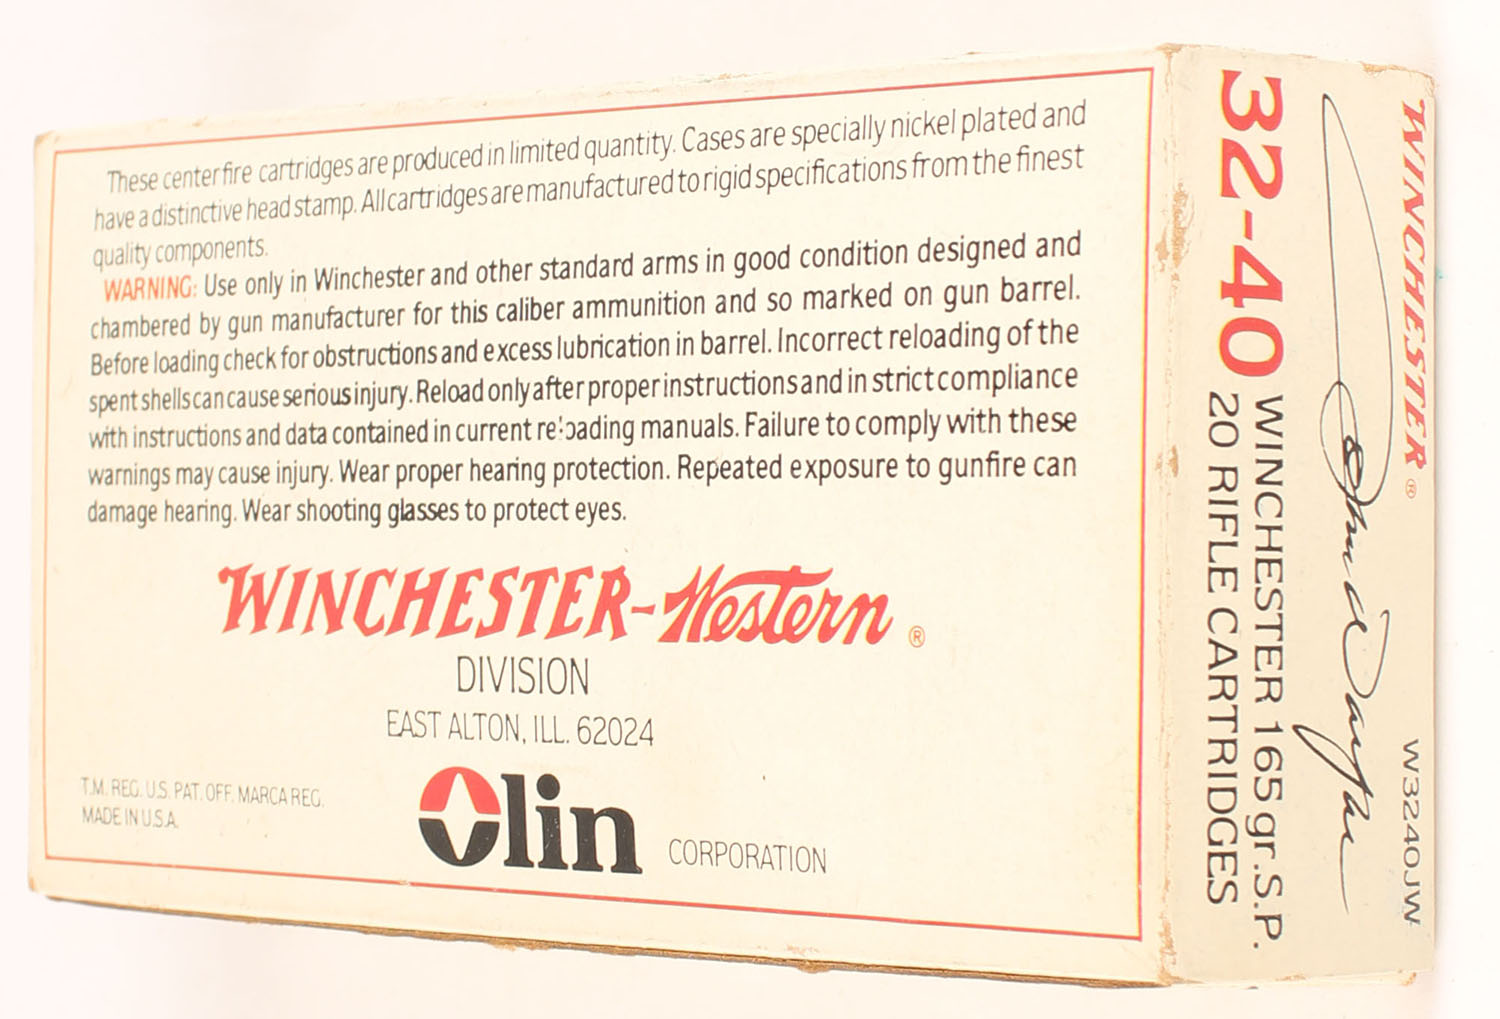 These centerfire cartridges are produced in limited quantity. Cases are specially nickel plated and
have a distinctive head stamp. All cartridges are manufactured to rigid specifications from the finest
quality components.
WARNING: Use only in Winchester and other standard arms in good condition designed and
chambered by gun manufacturer for this caliber ammunition and so marked on gun barrel.
Before loading check for obstructions and excess lubrication in barrel. Incorrect reloading of the
spent shells can cause serious injury. Reload only after proper instructions and in strict compliance
with instructions and data contained in current reloading manuals. Failure to comply with these
warnings may cause injury. Wear proper hearing protection. Repeated exposure to gunfire can
damage hearing. Wear shooting glasses to protect eyes.
WINCHESTER-Western ®
DIVISION
EAST ALTON, ILL. 62024
T.M. REG. U.S. PAT. OFF. MARCA REG.
MADE IN U.S.A.
Olin CORPORATION
WINCHESTER ® W3240JW
John Wayne
32-40 WINCHESTER 165 gr. S.P.
20 RIFLE CARTRIDGES